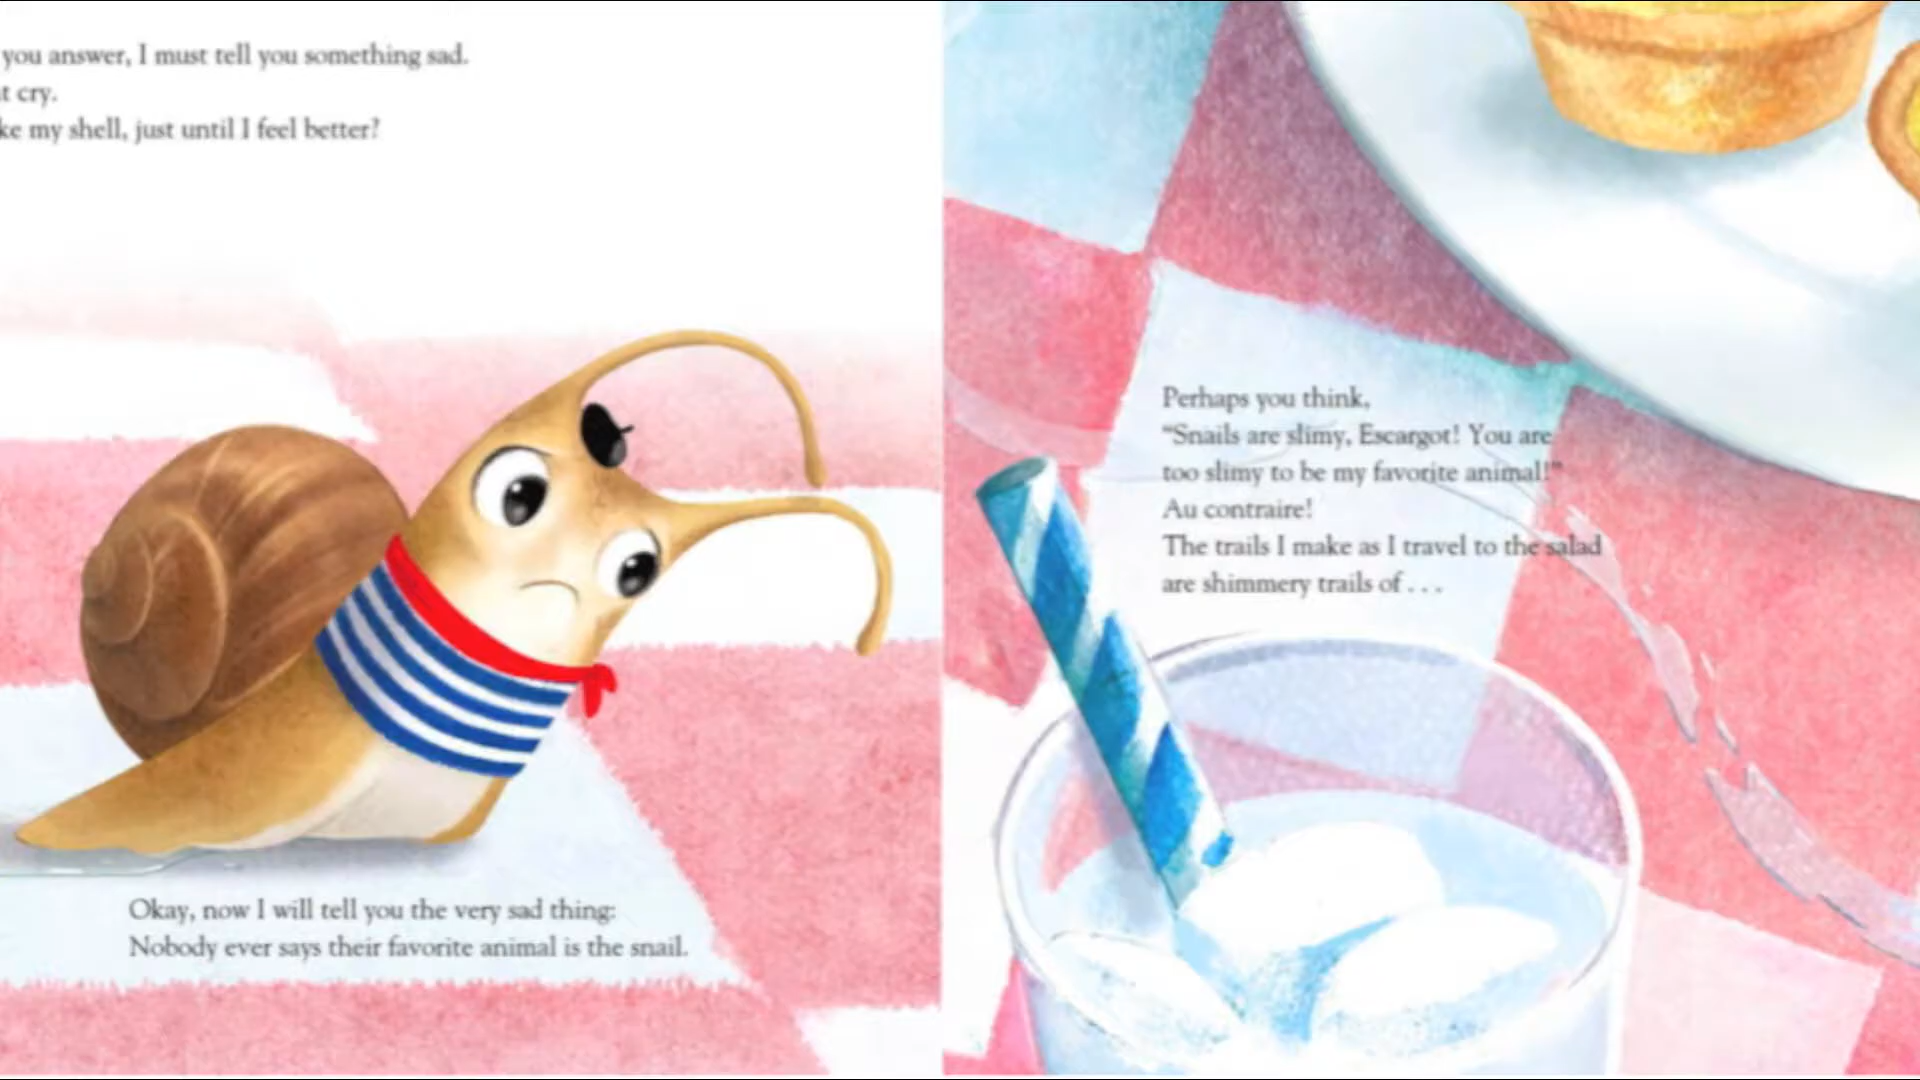 you answer, I must tell you something sad.
t cry.
ke my shell, just until I feel better?
Okay, now I will tell you the very sad thing:
Nobody ever says their favorite animal is the snail.
Perhaps you think,
“Snails are slimy, Escargot! You are
too slimy to be my favorite animal!”
Au contraire!
The trails I make as I travel to the salad
are shimmery trails of . . .